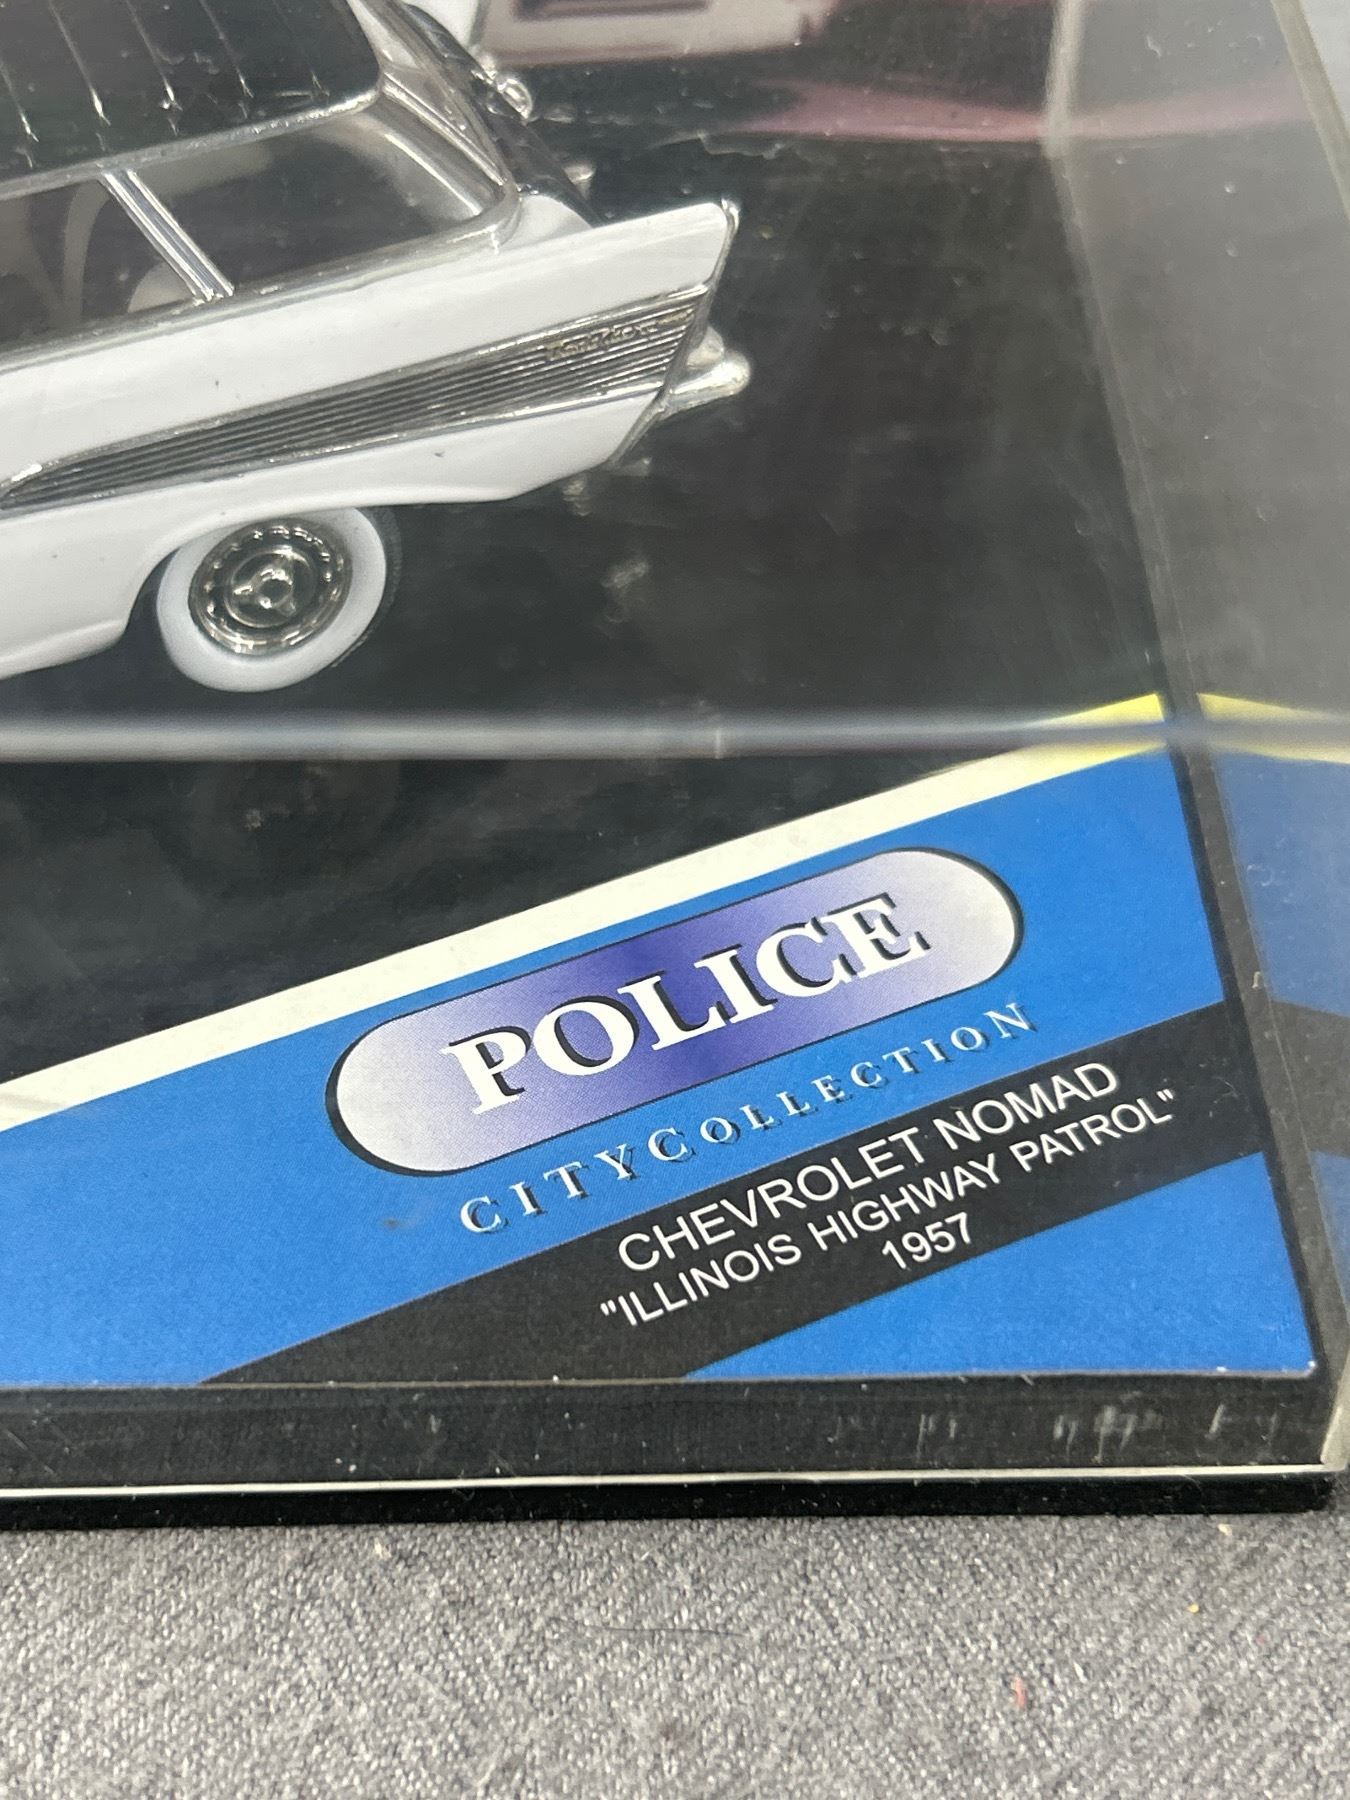 POLICE
CITY COLLECTION
CHEVROLET NOMAD
"ILLINOIS HIGHWAY PATROL"
1957